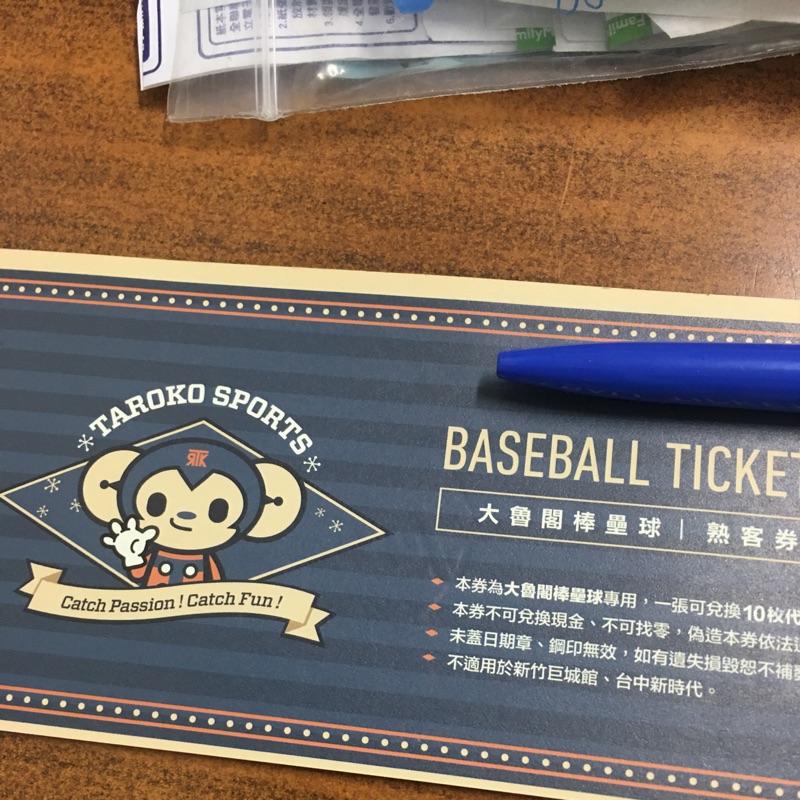 FamilyF
Fami
TAROKO SPORTS
RTK
Catch Passion ! Catch Fun !
BASEBALL TICKET
大魯閣棒壘球｜熟客券
本券為大魯閣棒壘球專用，一張可兌換10枚代
本券不可兌換現金、不可找零，偽造本券依法
未蓋日期章、鋼印無效，如有遺失損毀恕不補
不適用於新竹巨城館、台中新時代。